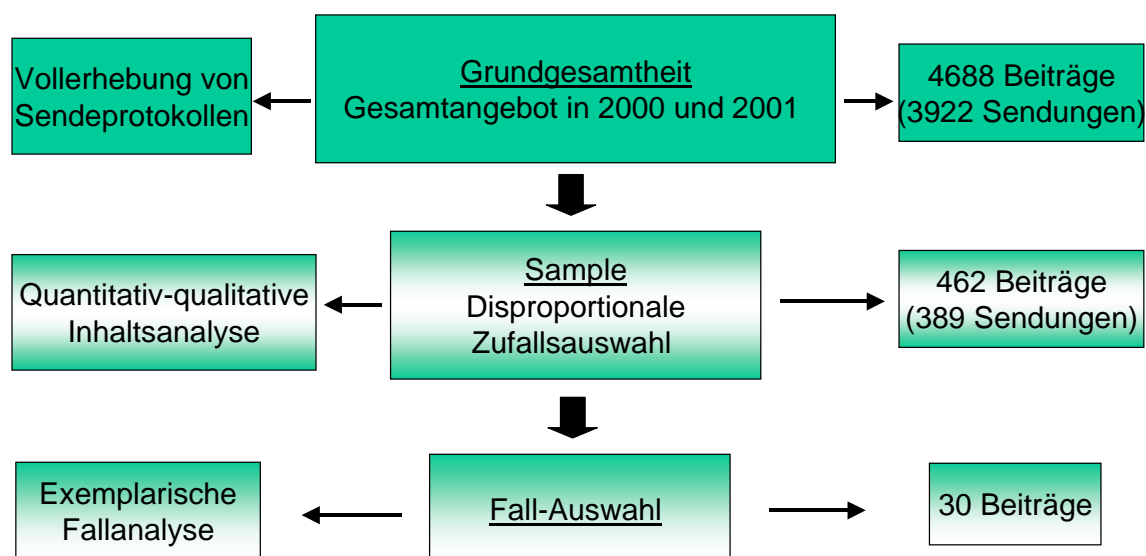 Vollerhebung von
Sendeprotokollen
Grundgesamtheit
Gesamtangebot in 2000 und 2001
4688 Beiträge
(3922 Sendungen)
Quantitativ-qualitative
Inhaltsanalyse
Sample
Disproportionale
Zufallsauswahl
462 Beiträge
(389 Sendungen)
Exemplarische
Fallanalyse
Fall-Auswahl
30 Beiträge